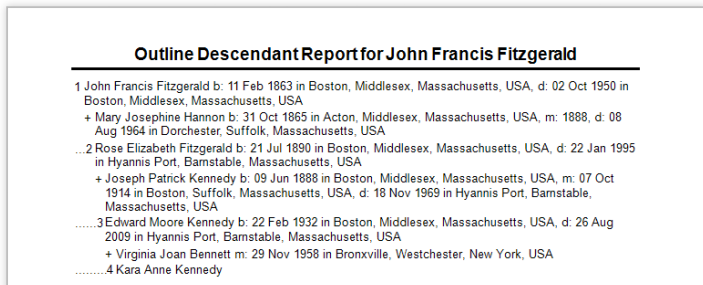 Outline Descendant Report for John Francis Fitzgerald
1 John Francis Fitzgerald b: 11 Feb 1863 in Boston, Middlesex, Massachusetts, USA, d: 02 Oct 1950 in
Boston, Middlesex, Massachusetts, USA
+ Mary Josephine Hannon b: 31 Oct 1865 in Acton, Middlesex, Massachusetts, USA, m: 1888, d: 08
Aug 1964 in Dorchester, Suffolk, Massachusetts, USA
...2 Rose Elizabeth Fitzgerald b: 21 Jul 1890 in Boston, Middlesex, Massachusetts, USA, d: 22 Jan 1995
in Hyannis Port, Barnstable, Massachusetts, USA
+ Joseph Patrick Kennedy b: 09 Jun 1888 in Boston, Middlesex, Massachusetts, USA, m: 07 Oct
1914 in Boston, Suffolk, Massachusetts, USA, d: 18 Nov 1969 in Hyannis Port, Barnstable,
Massachusetts, USA
......3 Edward Moore Kennedy b: 22 Feb 1932 in Boston, Middlesex, Massachusetts, USA, d: 26 Aug
2009 in Hyannis Port, Barnstable, Massachusetts, USA
+ Virginia Joan Bennett m: 29 Nov 1958 in Bronxville, Westchester, New York, USA
.........4 Kara Anne Kennedy